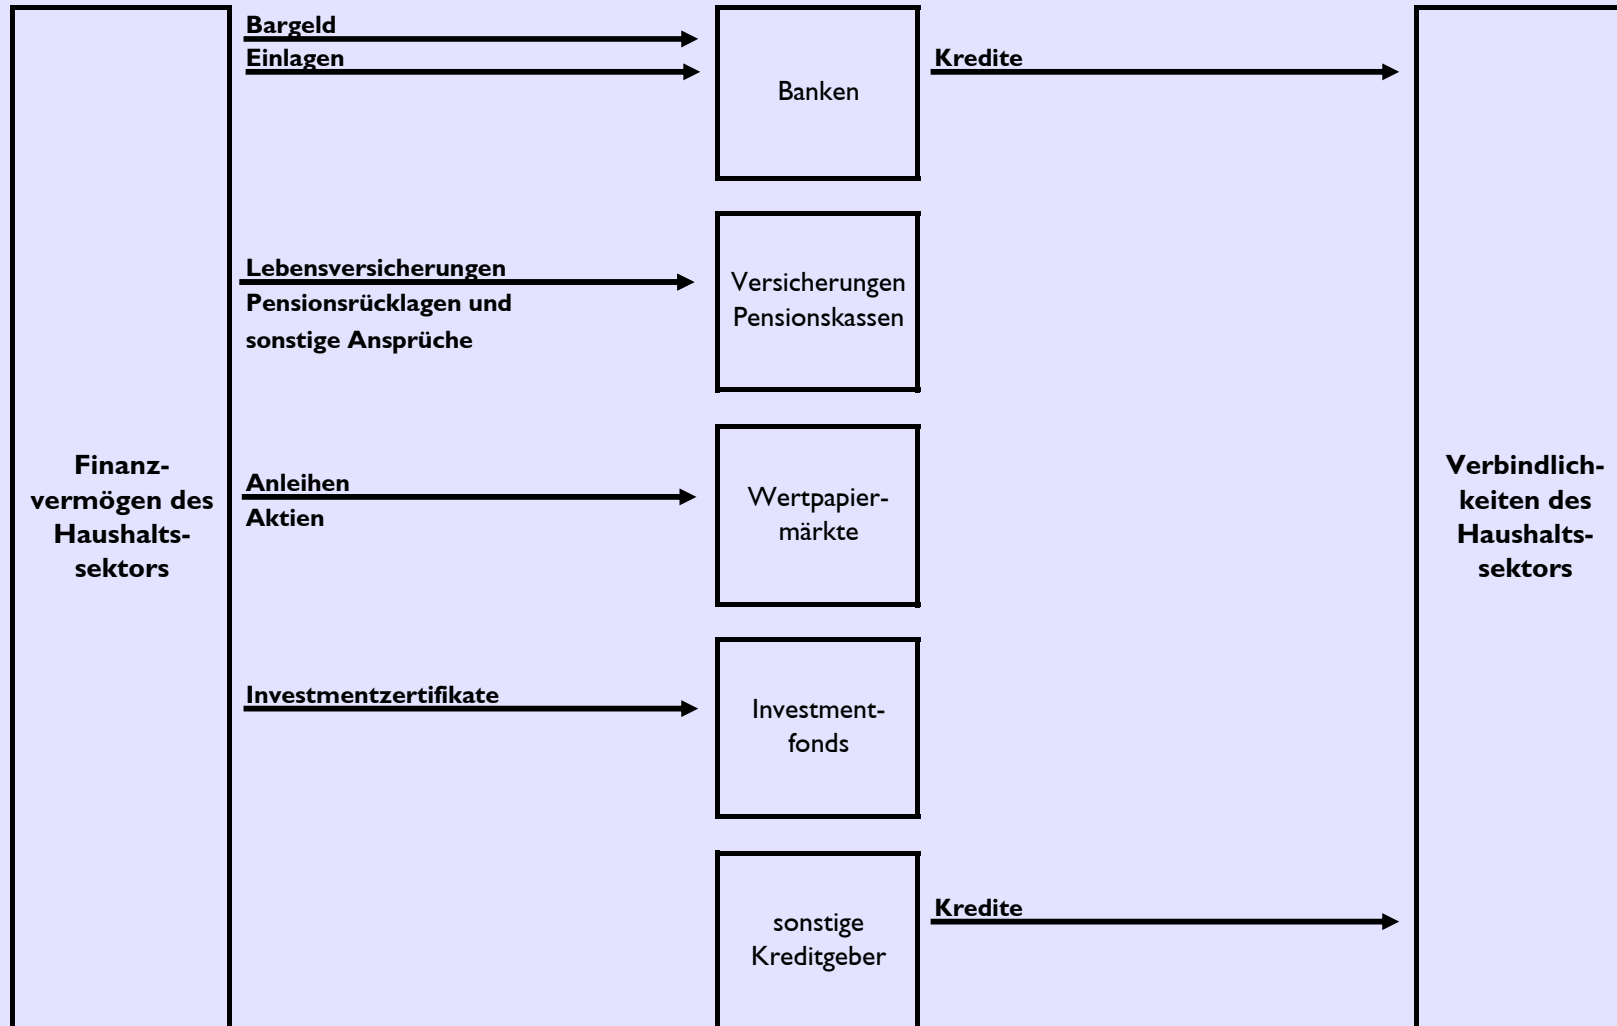 Bargeld
Einlagen
Banken
Kredite
Lebensversicherungen
Pensionsrücklagen und
sonstige Ansprüche
Versicherungen
Pensionskassen
Finanz-
vermögen des
Haushalts-
sektors
Anleihen
Aktien
Wertpapier-
märkte
Verbindlich-
keiten des
Haushalts-
sektors
Investmentzertifikate
Investment-
fonds
sonstige
Kreditgeber
Kredite